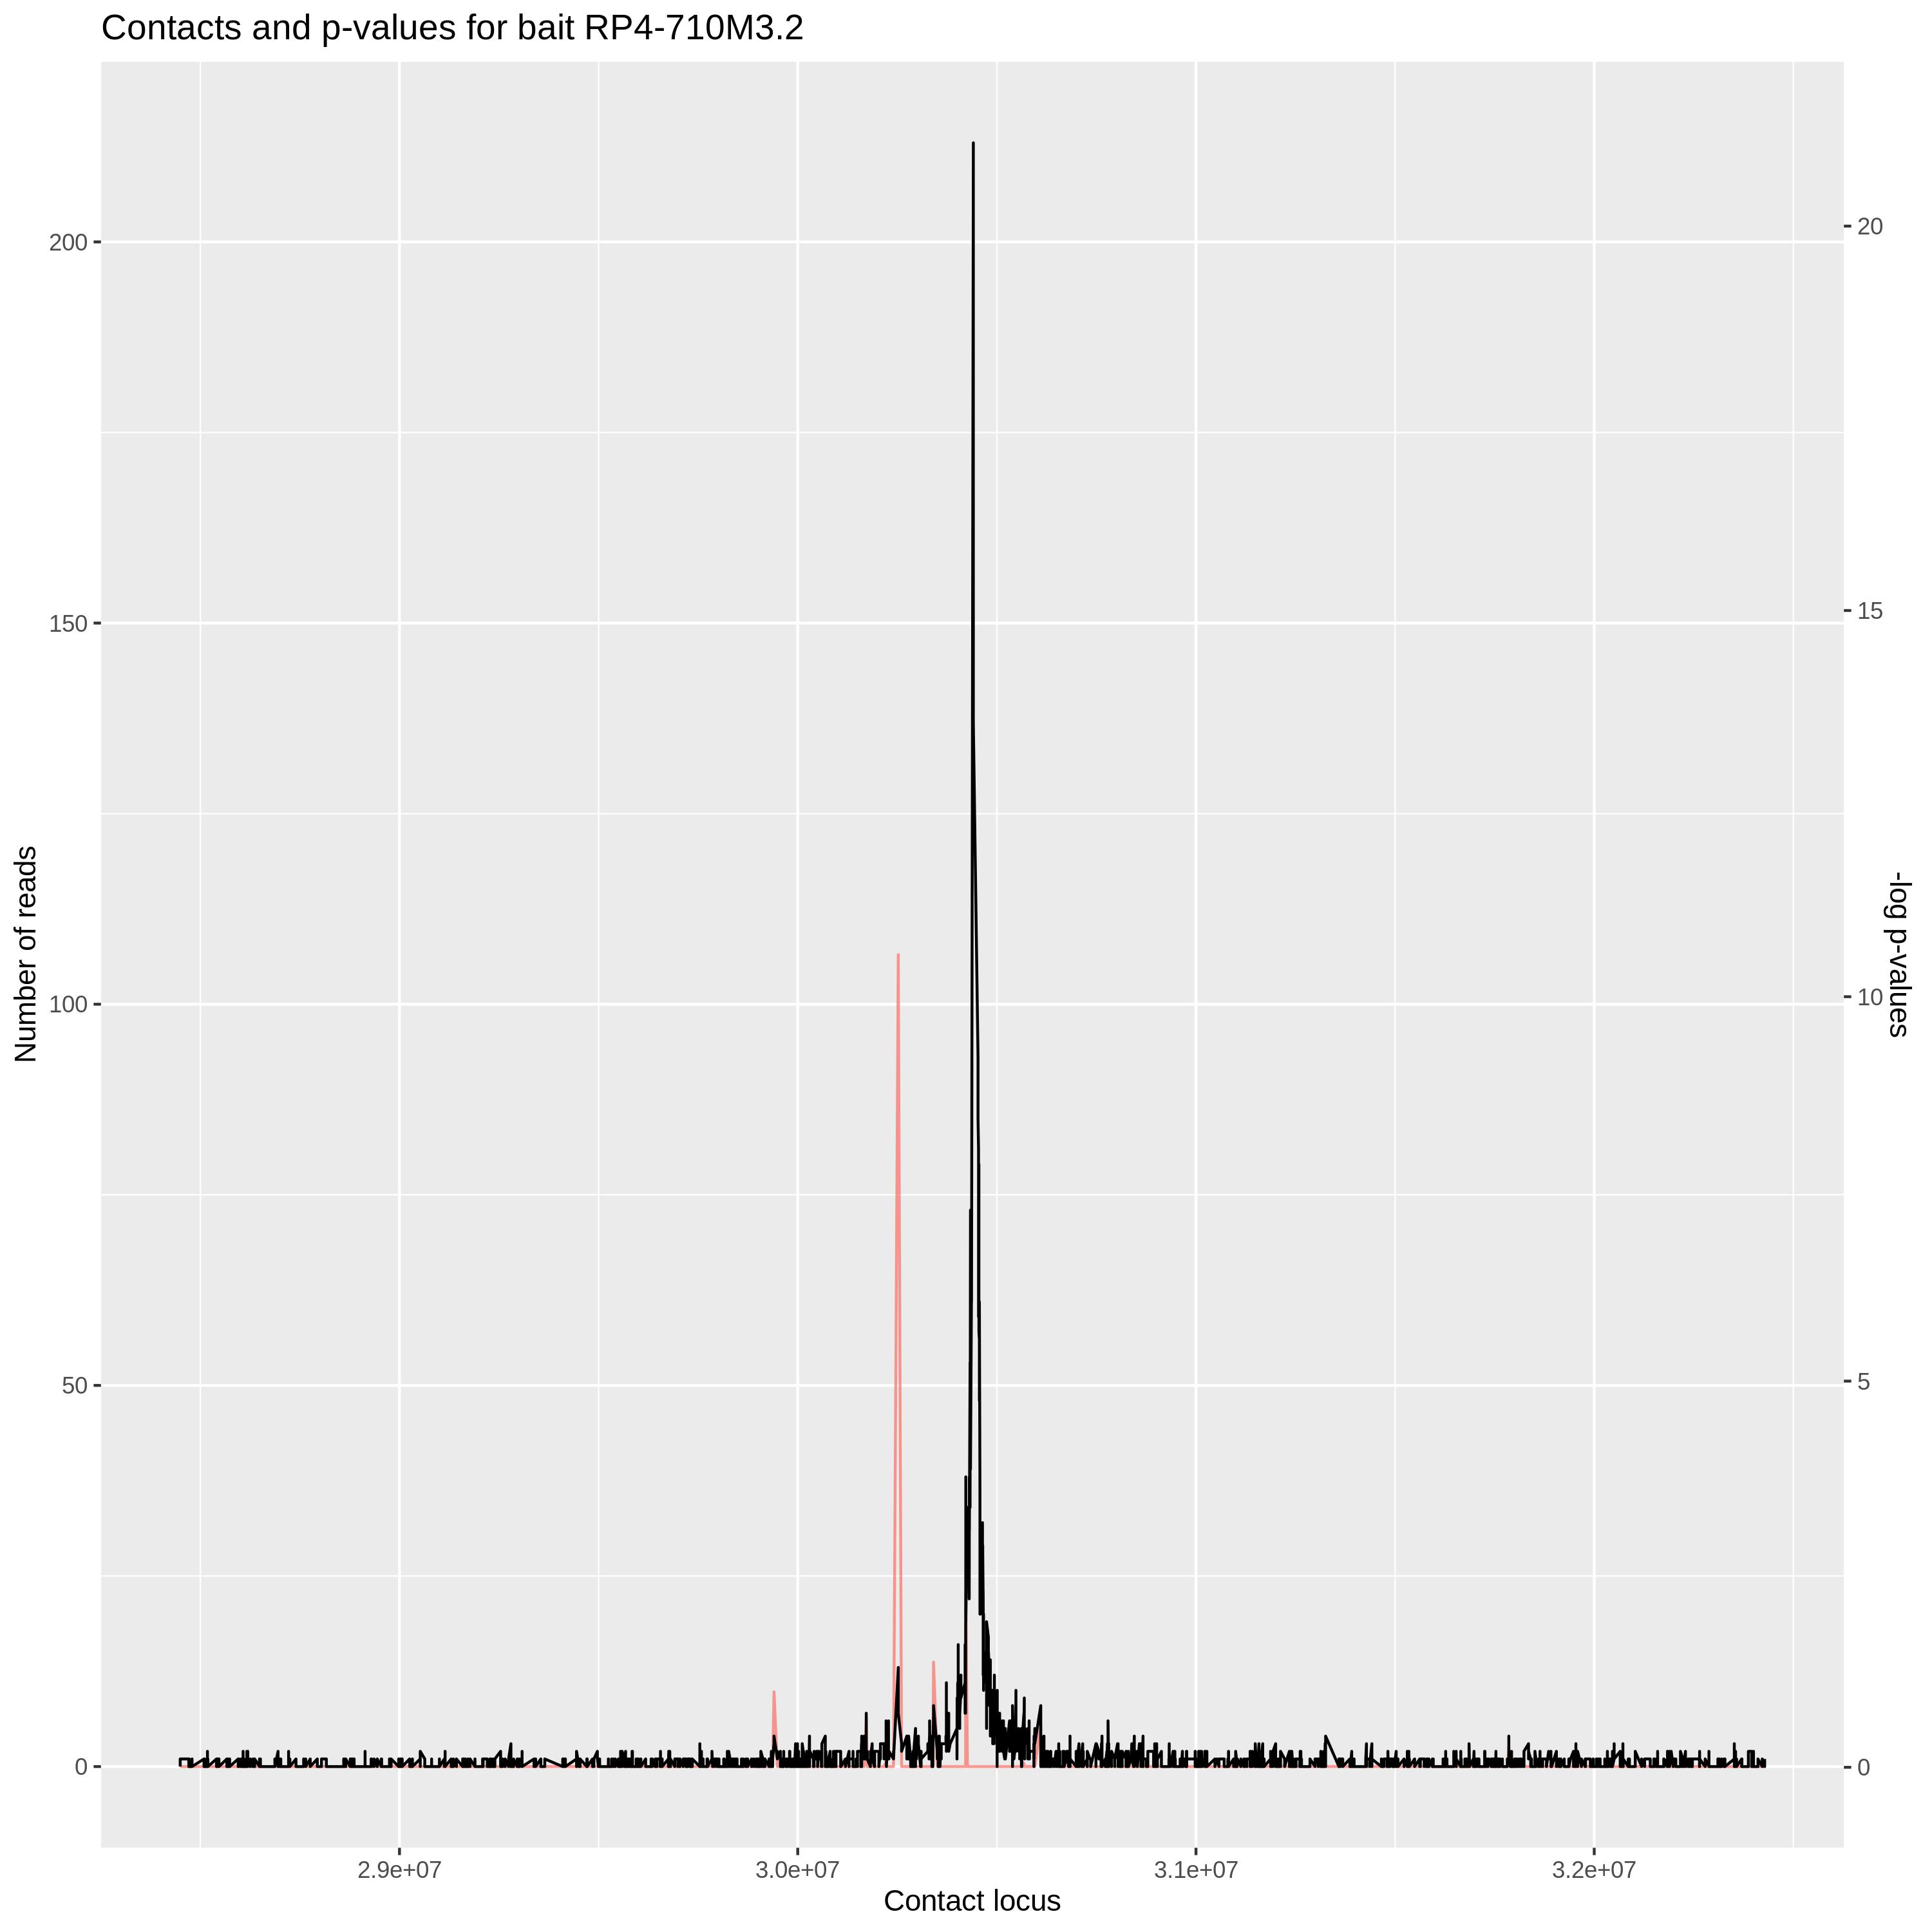 Contacts and p-values for bait RP4-710M3.2
200
150
100
50
0
20
15
10
5
0
Number of reads
-log p-values
2.9e+07
3.0e+07
3.1e+07
3.2e+07
Contact locus